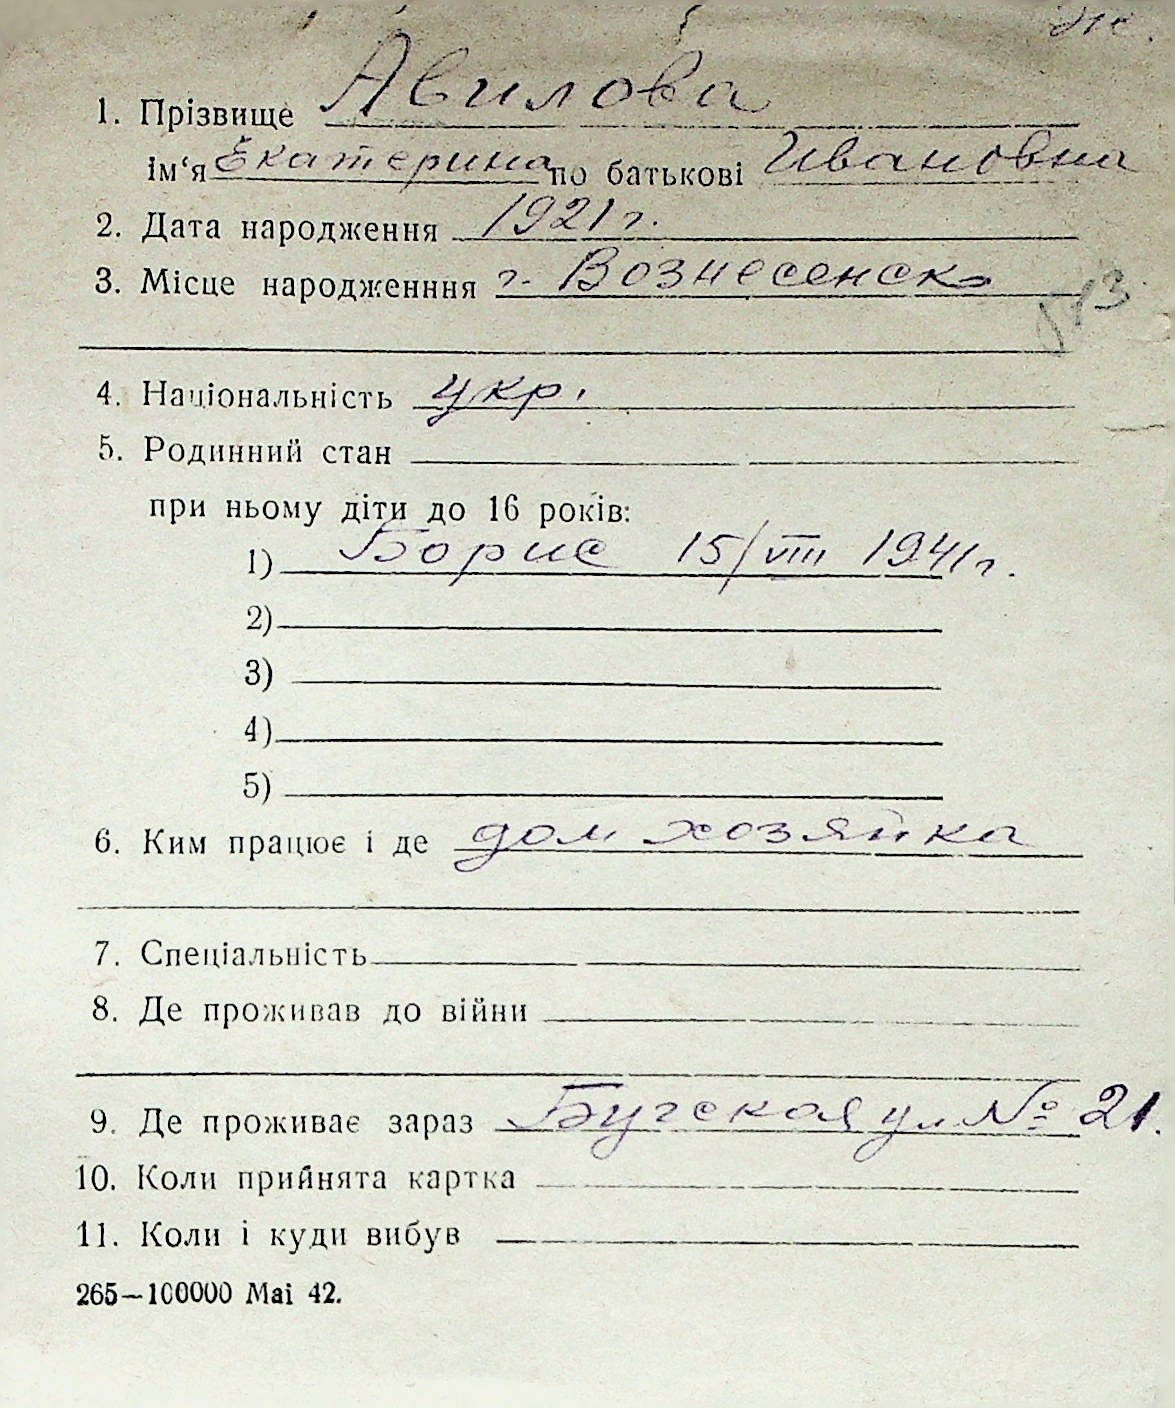 1. Прізвище Авилова
ім‘я Екатерина по батькові Ивановна
2. Дата народження 1921 г.
3. Місце народженння г. Вознесенск
4. Національність укр.
5. Родинний стан
при ньому діти до 16 років:
1) Борис 15/VIII 1941 г.
2)
3)
4)
5)
6. Ким працює і де дом хозяйка
7. Спеціальність
8. Де проживав до війни
9. Де проживає зараз Бугская ул № 21.
10. Коли прийнята картка
11. Коли і куди вибув
265—100000 Mai 42.